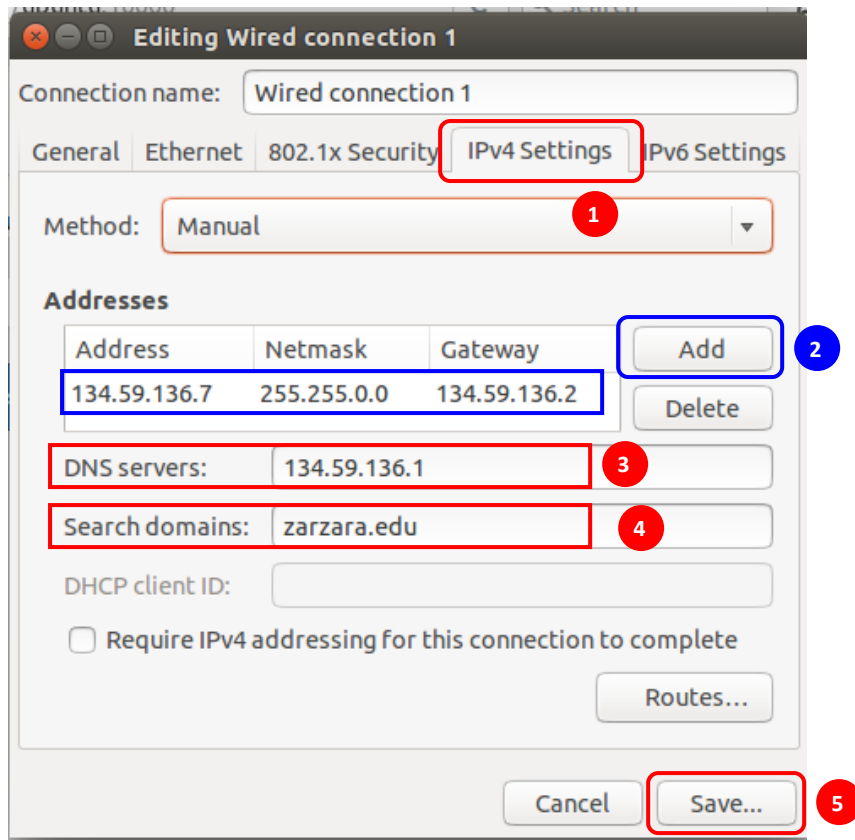 Editing Wired connection 1
Connection name: Wired connection 1
General Ethernet 802.1x Security IPv4 Settings IPv6 Settings
1
Method: Manual
Addresses
Address Netmask Gateway Add 2
134.59.136.7 255.255.0.0 134.59.136.2
Delete
DNS servers: 134.59.136.1 3
Search domains: zarzara.edu 4
DHCP client ID:
Require IPv4 addressing for this connection to complete
Routes...
Cancel Save... 5